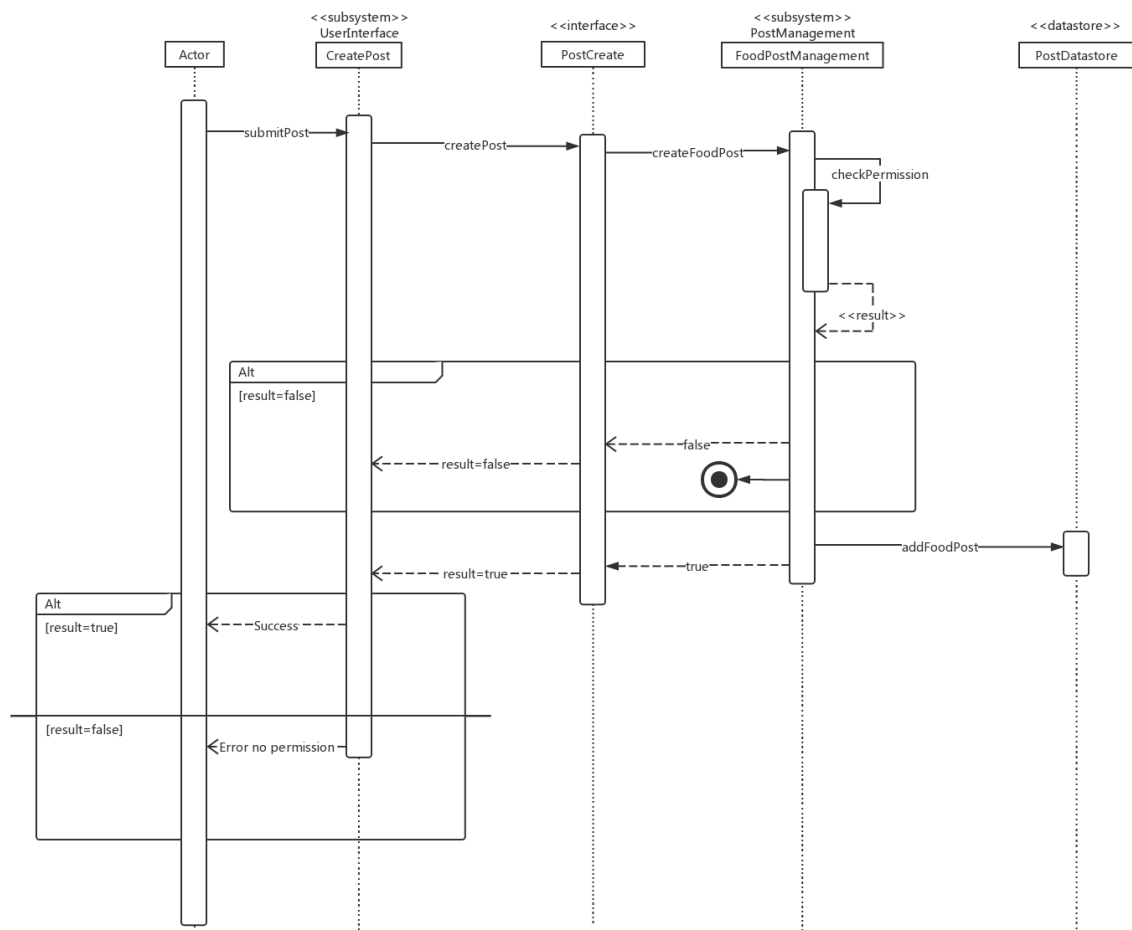 <<subsystem>>
UserInterface
<<interface>>
<<subsystem>>
PostManagement
<<datastore>>
Actor
CreatePost
PostCreate
FoodPostManagement
PostDatastore
submitPost
createPost
createFoodPost
checkPermission
<<result>>
Alt
[result=false]
false
result=false
addFoodPost
true
result=true
Alt
[result=true]
Success
[result=false]
Error no permission